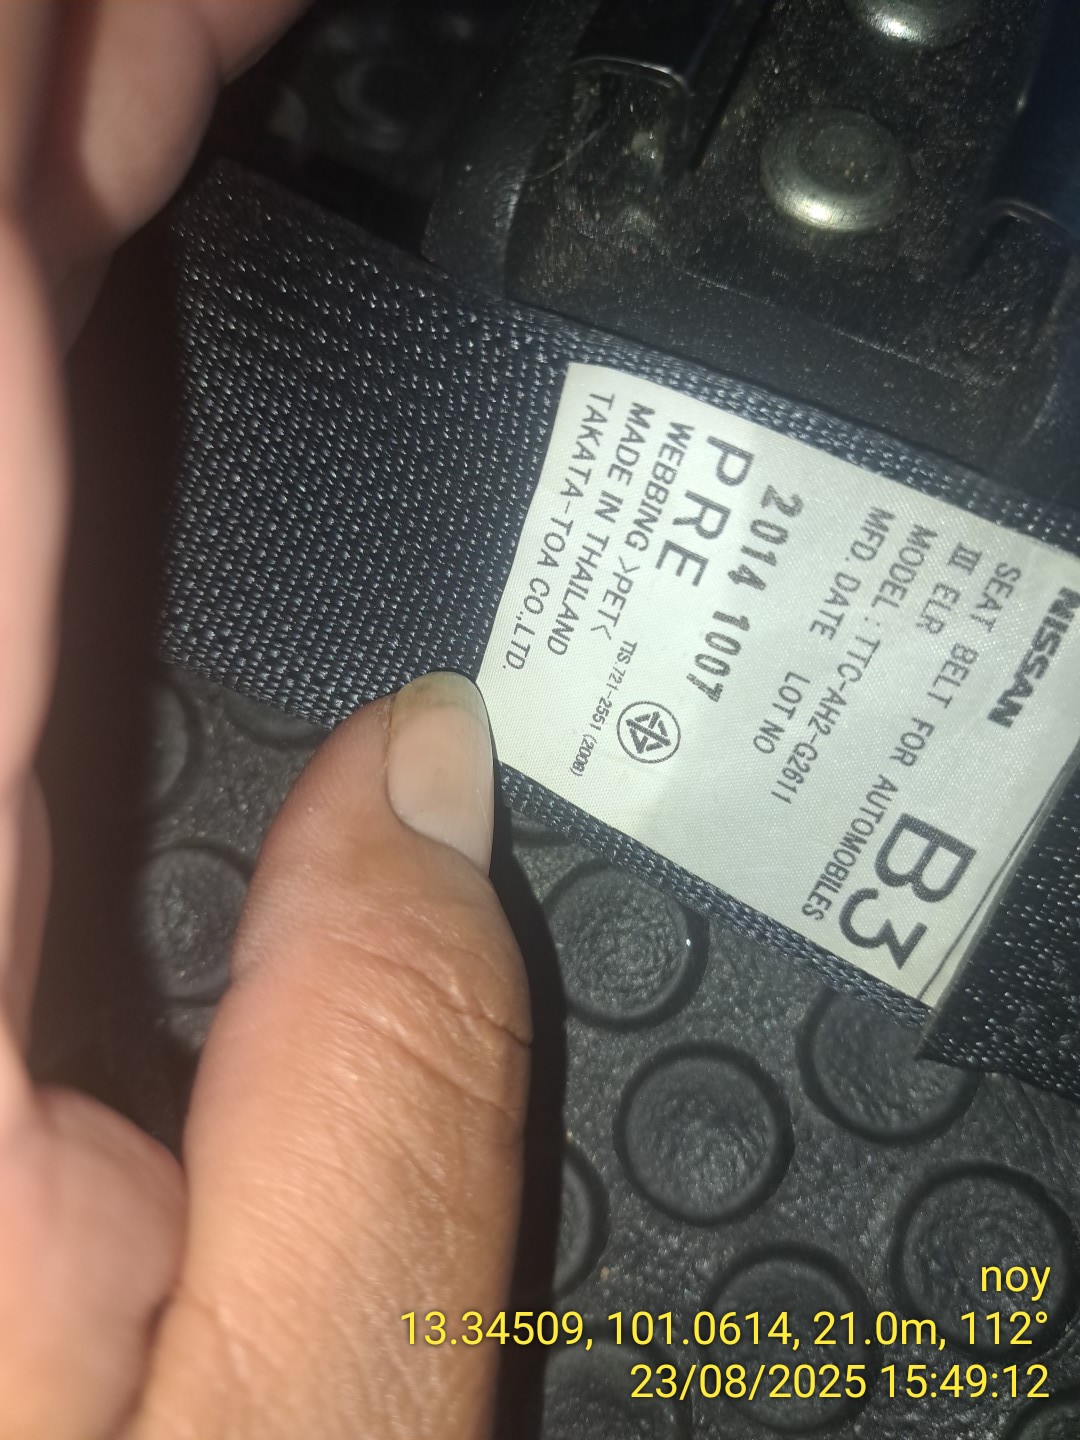 NISSAN
SEAT BELT FOR AUTOMOBILES
III ELR
B3
MODEL : TTC-AH2-G2611
MFD. DATE LOT NO
2014 1007
PRE
WEBBING >PET<
MADE IN THAILAND
TAKATA-TOA CO.,LTD.
TIS.721-2551 (2008)
noy
13.34509, 101.0614, 21.0m, 112°
23/08/2025 15:49:12